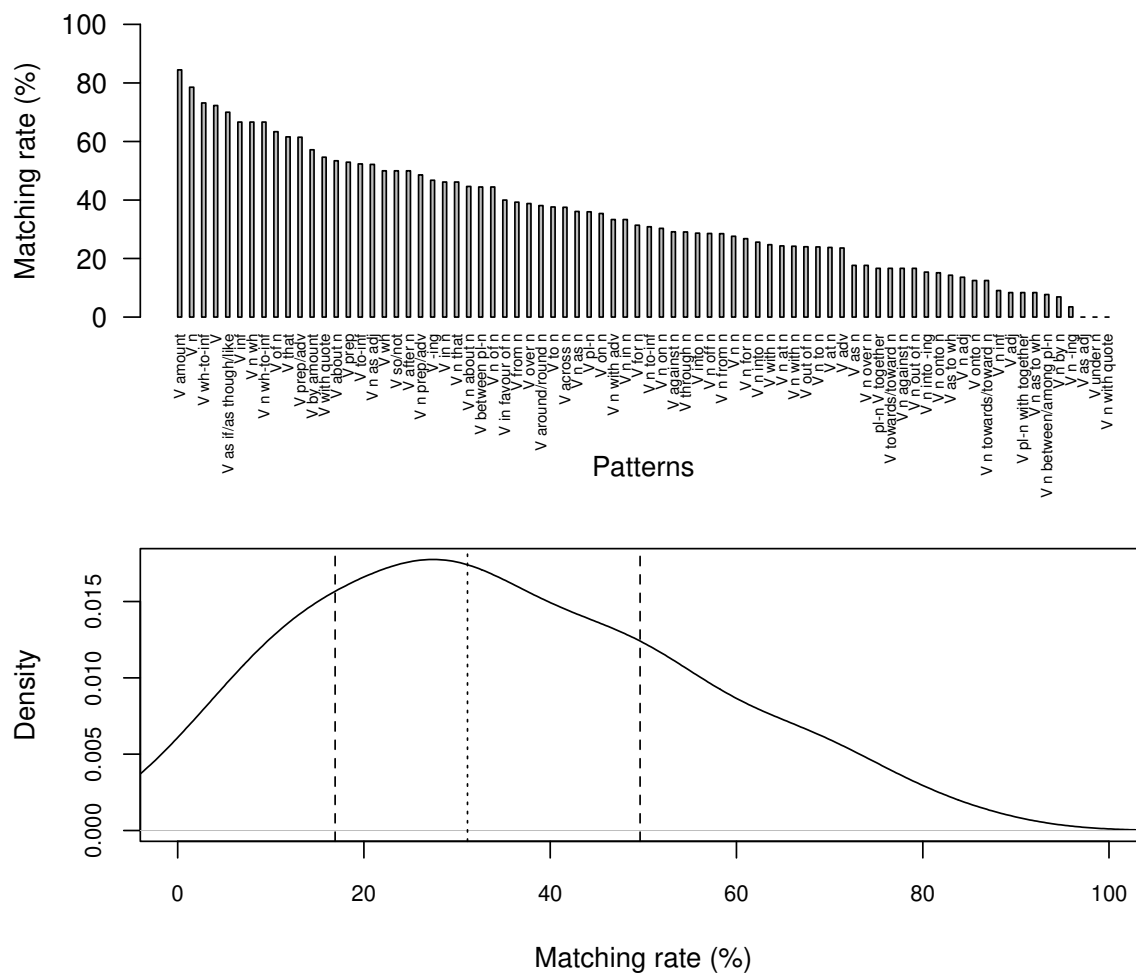 100
80
60
40
20
0
Matching rate (%)
V amount
V n
V wh-to-inf
V
V as if/as though/like
V inf
V n wh
V n wh-to-inf
V of n
V that
V prep/adv
V by amount
V with quote
V about n
V prep
V to-inf
V n as adj
V wh
V so/not
V after n
V n prep/adv
V -ing
V in n
V n that
V n about n
V between pl-n
V n of n
V in favour of n
V from n
V over n
V around/round n
V to n
V across n
V n as n
V pl-n
V on n
V n with adv
V n in n
V for n
V n to-inf
V n on n
V against n
V through n
V into n
V n off n
V n from n
V n n
V n for n
V n into n
V with n
V at n
V n with n
V out of n
V n to n
V n at n
V adv
V as n
V n over n
pl-n V together
V towards/toward n
V n against n
V n out of n
V n into -ing
V n onto n
V as to wh
V n adj
V onto n
V n towards/toward n
V n inf
V adj
V pl-n with together
V n as to wh
V n between/among pl-n
V n by n
V n -ing
V as adj
V under n
V n with quote
Patterns
0.015
0.010
0.005
0.000
Density
0 20 40 60 80 100
Matching rate (%)